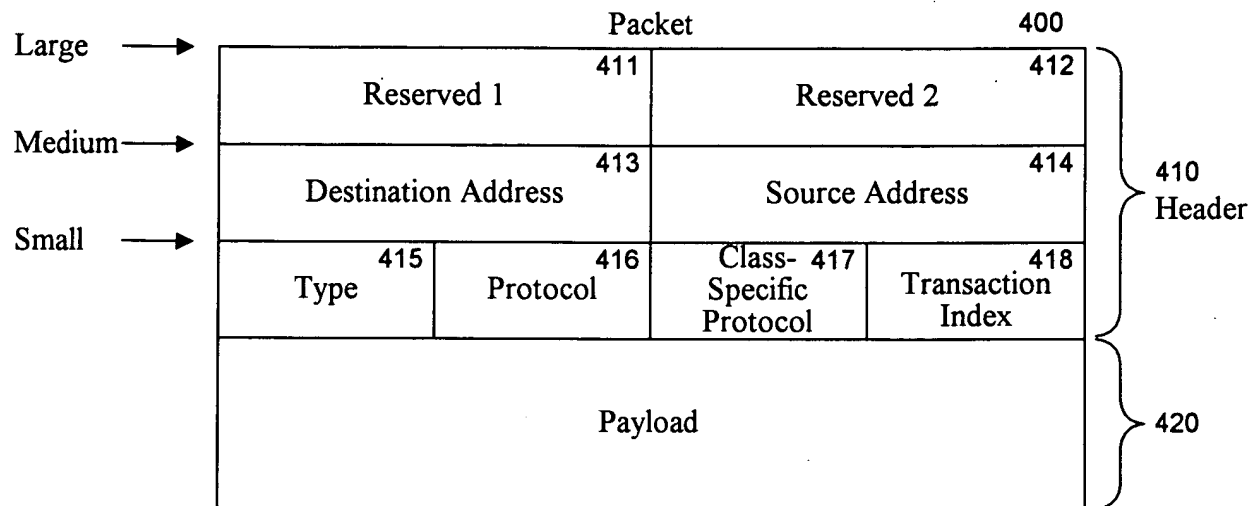 Packet 400
Large
411 412
Reserved 1 Reserved 2
Medium
413 414
Destination Address Source Address
410
Header
Small
415 416 Class- 417 418
Type Protocol Specific Transaction
Protocol Index
Payload 420